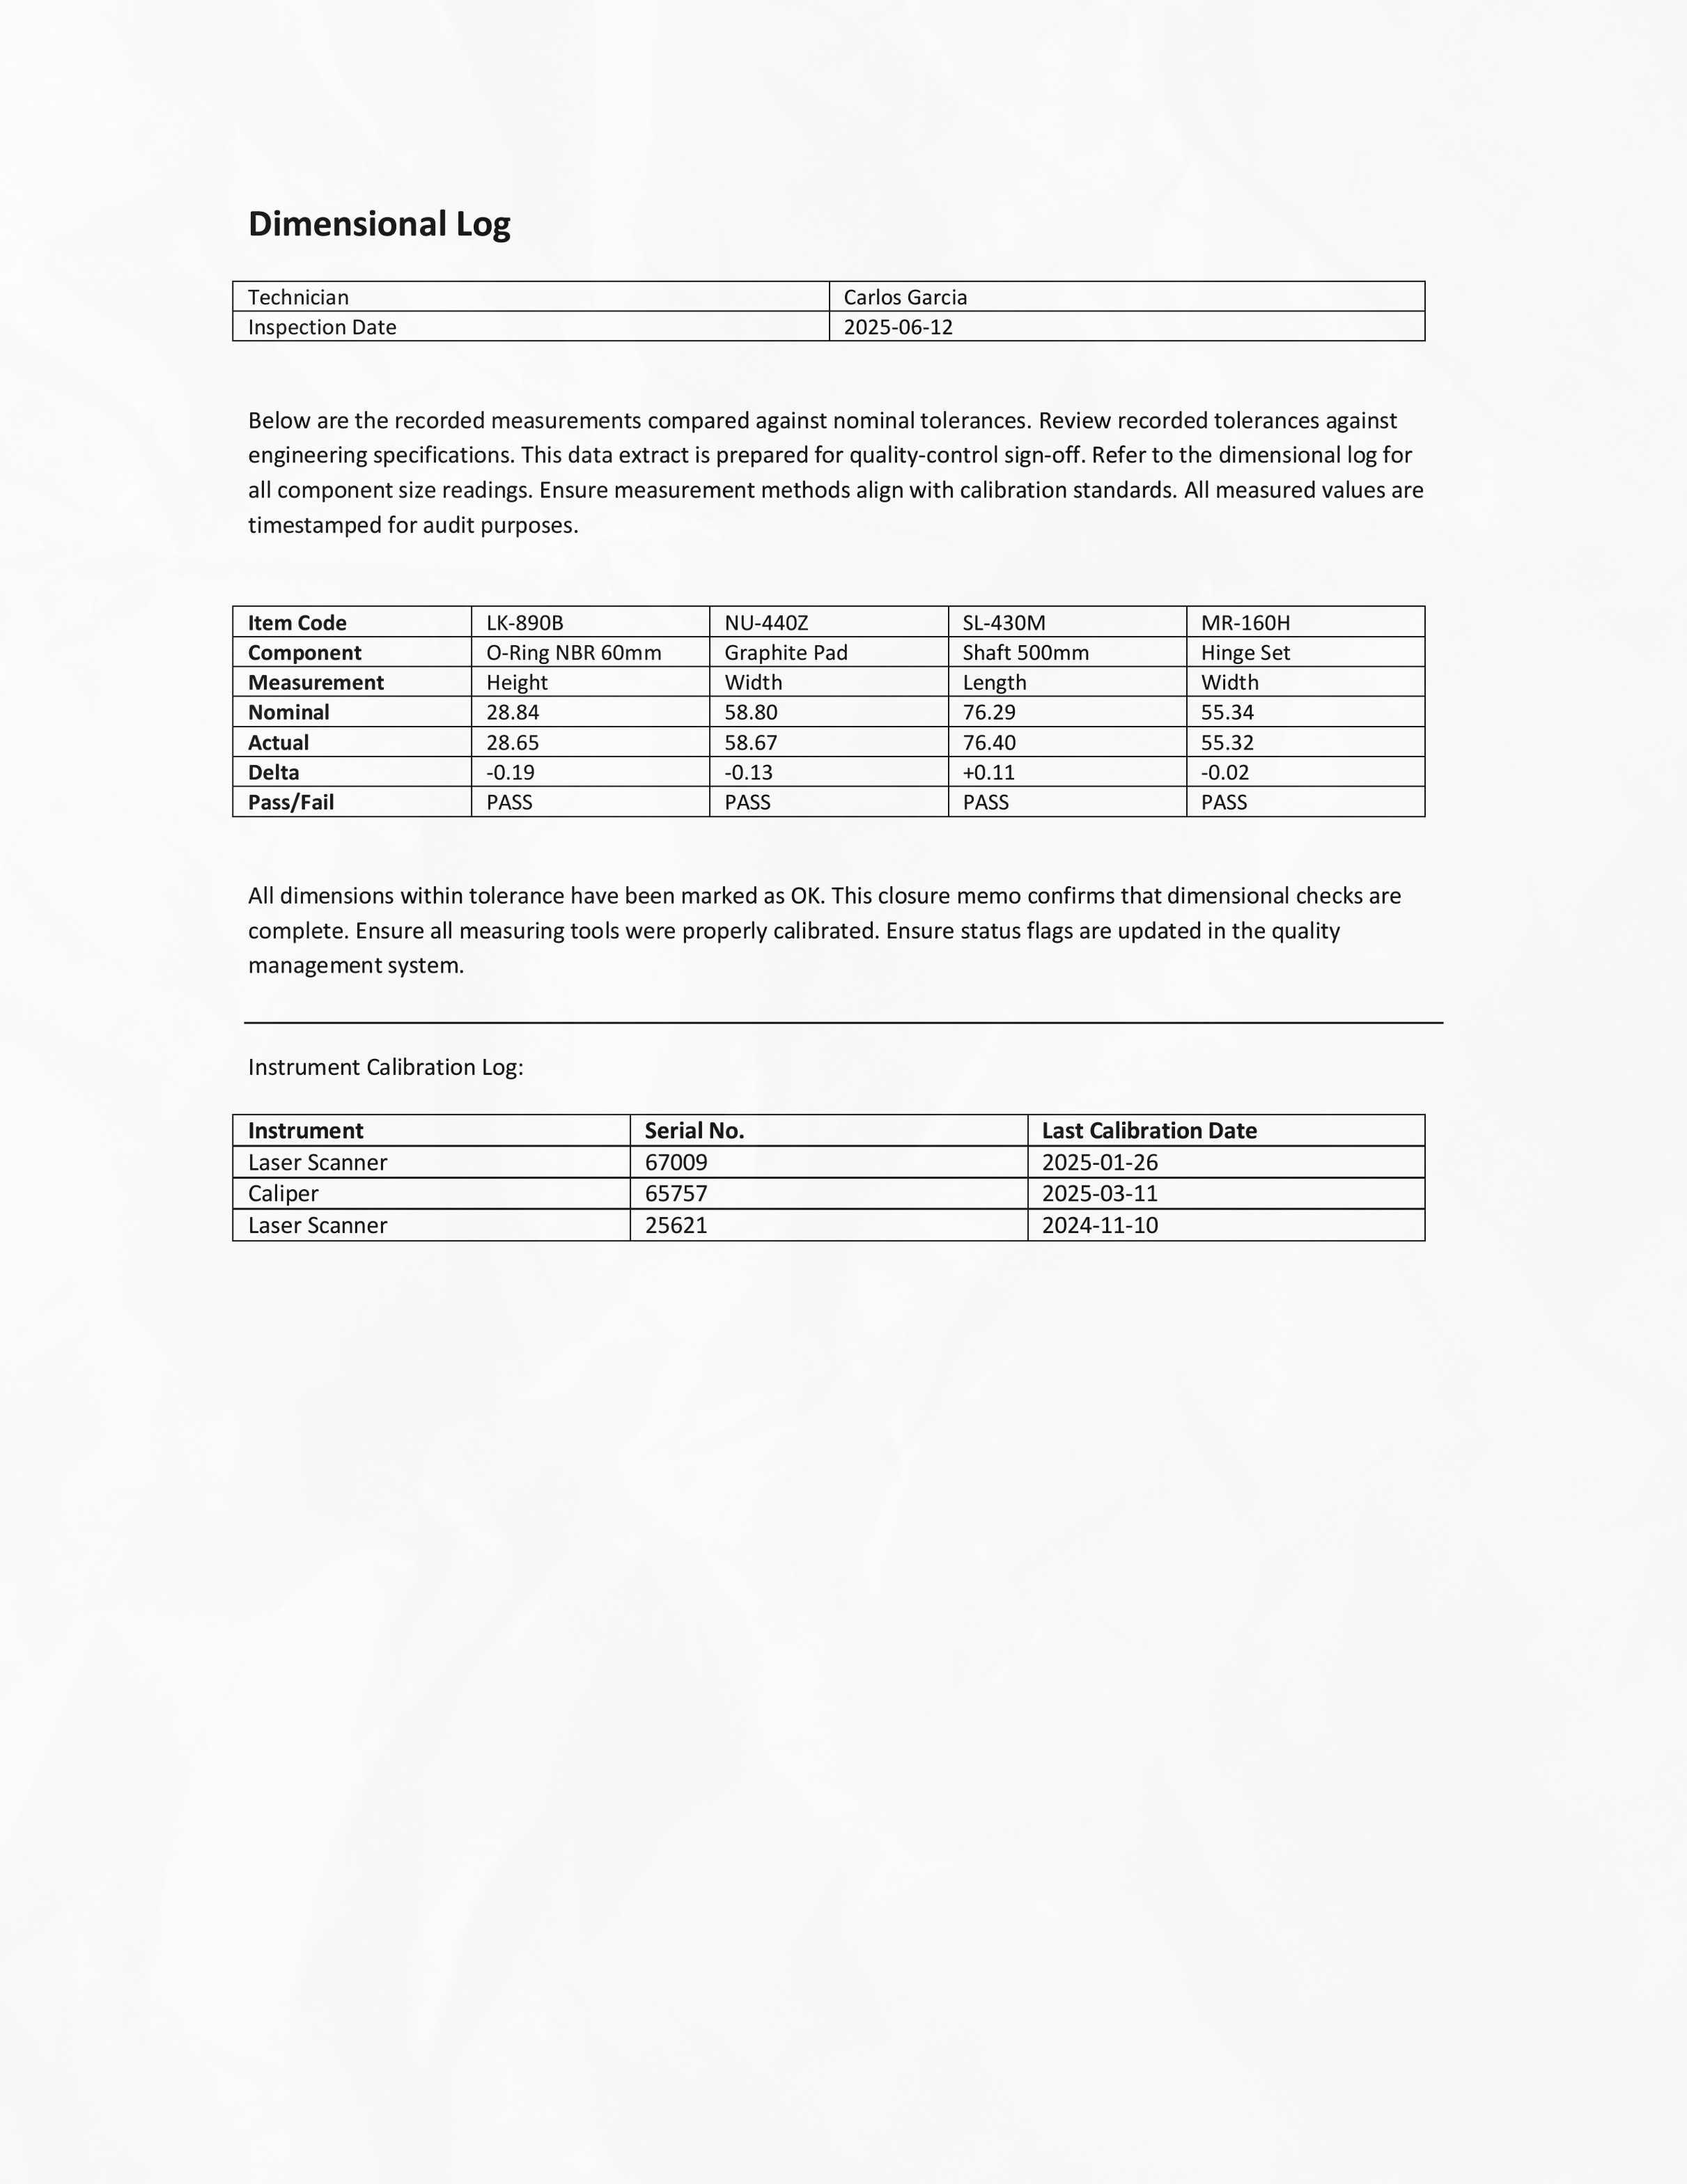 Dimensional Log
Technician Carlos Garcia
Inspection Date 2025-06-12
Below are the recorded measurements compared against nominal tolerances. Review recorded tolerances against
engineering specifications. This data extract is prepared for quality-control sign-off. Refer to the dimensional log for
all component size readings. Ensure measurement methods align with calibration standards. All measured values are
timestamped for audit purposes.
Item Code LK-890B NU-440Z SL-430M MR-160H
Component O-Ring NBR 60mm Graphite Pad Shaft 500mm Hinge Set
Measurement Height Width Length Width
Nominal 28.84 58.80 76.29 55.34
Actual 28.65 58.67 76.40 55.32
Delta -0.19 -0.13 +0.11 -0.02
Pass/Fail PASS PASS PASS PASS
All dimensions within tolerance have been marked as OK. This closure memo confirms that dimensional checks are
complete. Ensure all measuring tools were properly calibrated. Ensure status flags are updated in the quality
management system.
Instrument Calibration Log:
Instrument Serial No. Last Calibration Date
Laser Scanner 67009 2025-01-26
Caliper 65757 2025-03-11
Laser Scanner 25621 2024-11-10